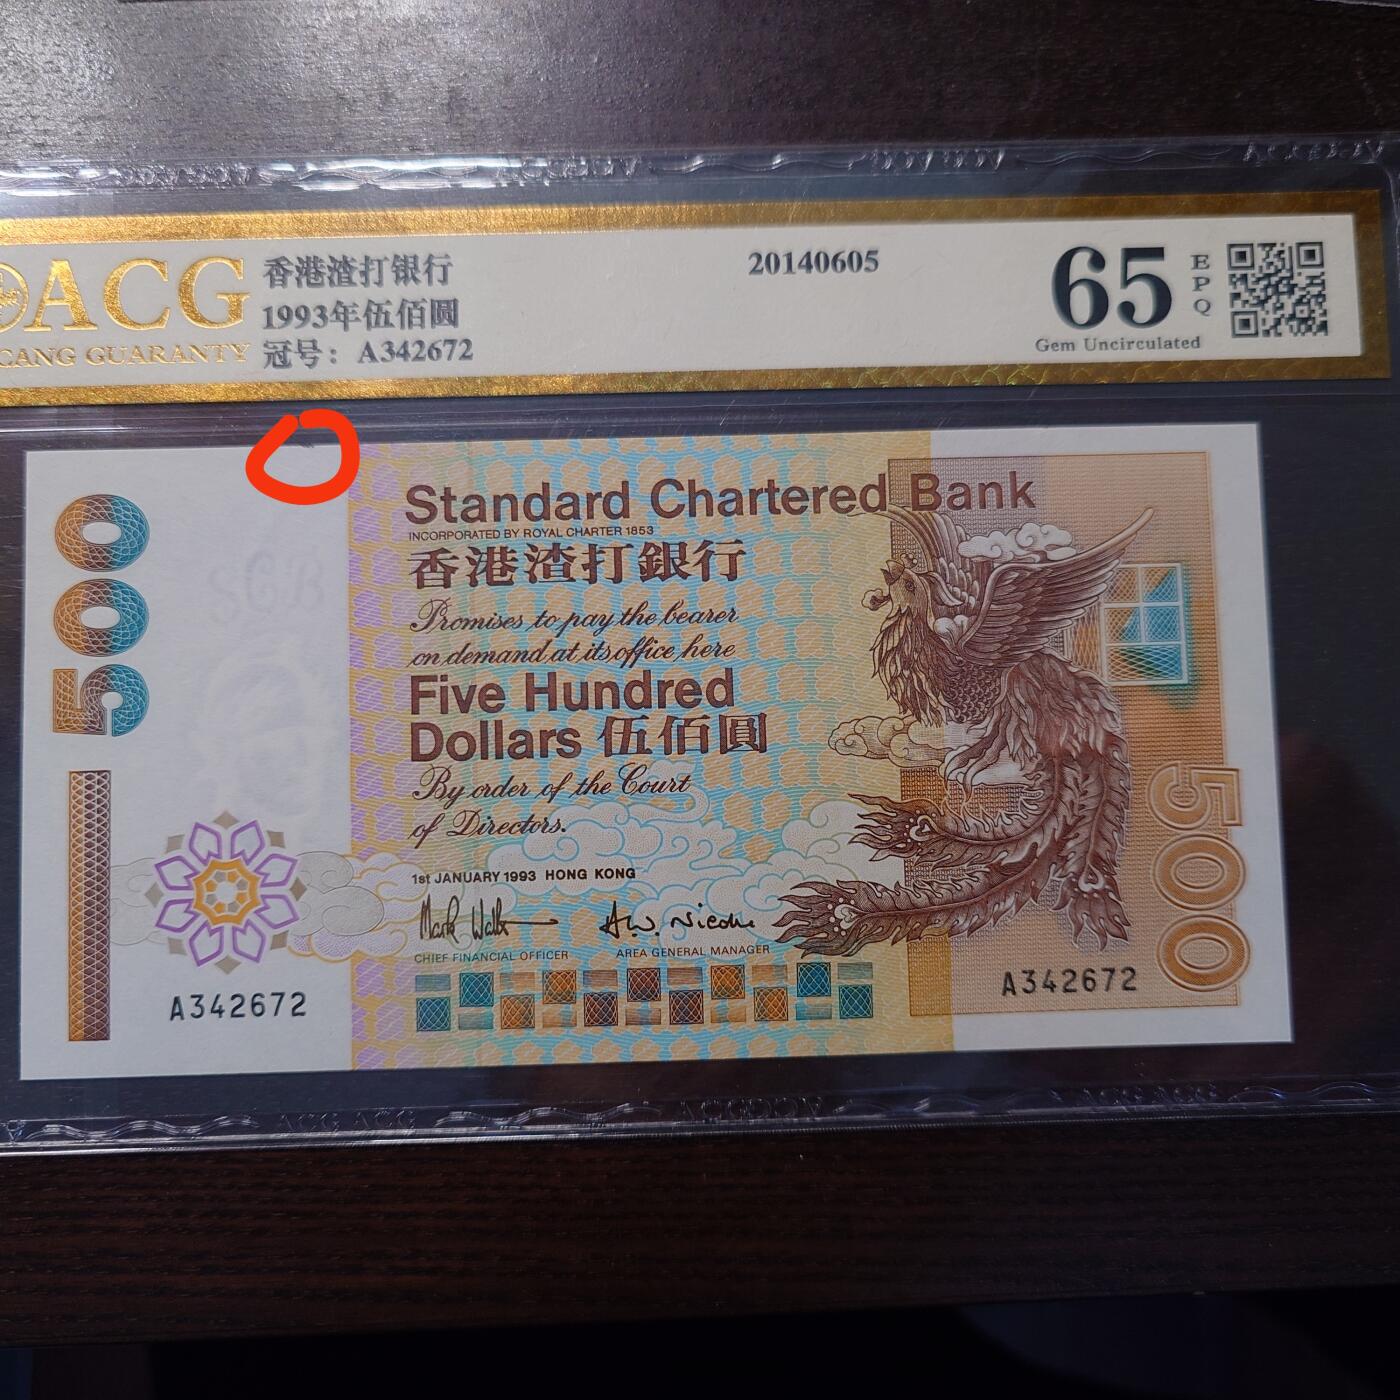 ACG
CANG GUARANTY
香港渣打银行
1993年伍佰圆
冠号：A342672
20140605
65
EPQ
Gem Uncirculated
500
Standard Chartered Bank
INCORPORATED BY ROYAL CHARTER 1853
香港渣打銀行
Promises to pay the bearer
on demand at its office here
Five Hundred
Dollars 伍佰圓
By order of the Court
of Directors.
1st JANUARY 1993 HONG KONG
CHIEF FINANCIAL OFFICER
AREA GENERAL MANAGER
A342672
A342672
500
SCB
ACG ACG